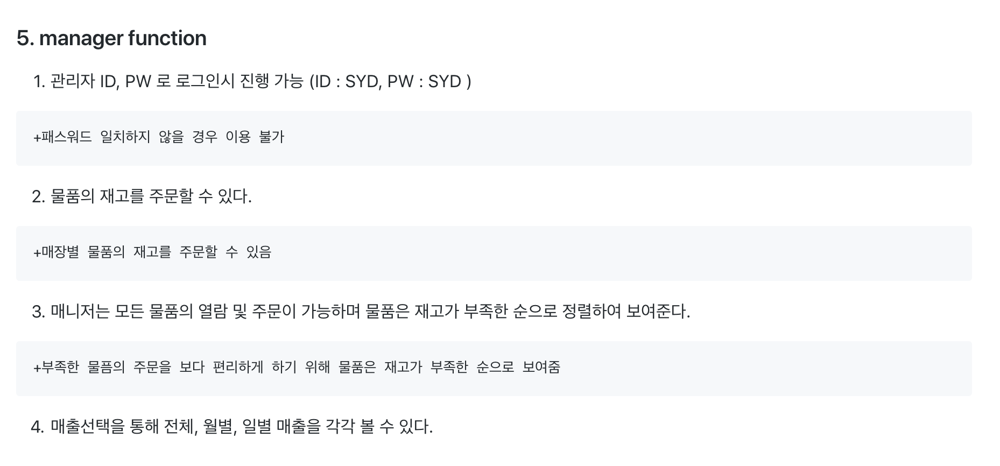 5. manager function
1. 관리자 ID, PW 로 로그인시 진행 가능 (ID : SYD, PW : SYD )
+패스워드 일치하지 않을 경우 이용 불가
2. 물품의 재고를 주문할 수 있다.
+매장별 물품의 재고를 주문할 수 있음
3. 매니저는 모든 물품의 열람 및 주문이 가능하며 물품은 재고가 부족한 순으로 정렬하여 보여준다.
+부족한 물픔의 주문을 보다 편리하게 하기 위해 물품은 재고가 부족한 순으로 보여줌
4. 매출선택을 통해 전체, 월별, 일별 매출을 각각 볼 수 있다.